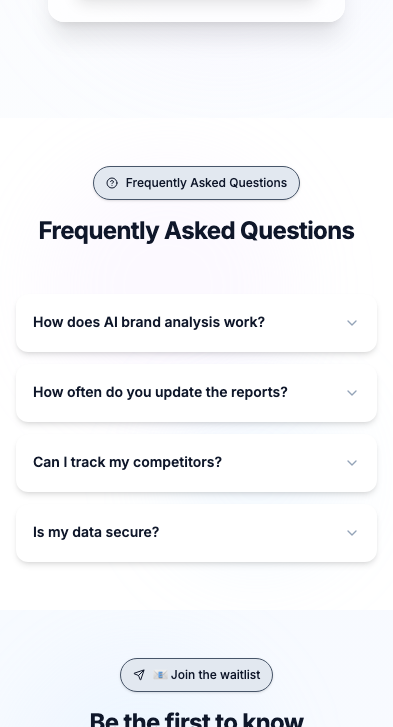 Frequently Asked Questions
Frequently Asked Questions
How does AI brand analysis work?
How often do you update the reports?
Can I track my competitors?
Is my data secure?
Join the waitlist
Be the first to know